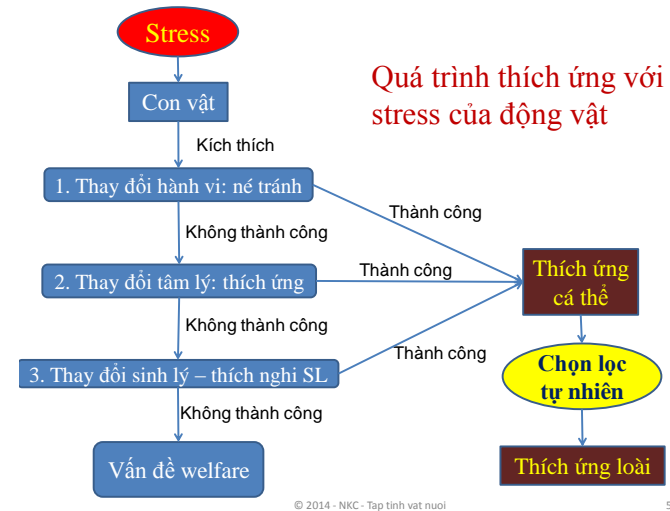 Stress
Quá trình thích ứng với
stress của động vật
Con vật
Kích thích
1. Thay đổi hành vi: né tránh
Thành công
Không thành công
2. Thay đổi tâm lý: thích ứng
Thành công
Thích ứng
cá thể
Không thành công
Thành công
3. Thay đổi sinh lý – thích nghi SL
Chọn lọc
tự nhiên
Không thành công
Vấn đề welfare
Thích ứng loài
© 2014 - NKC - Tap tinh vat nuoi
5